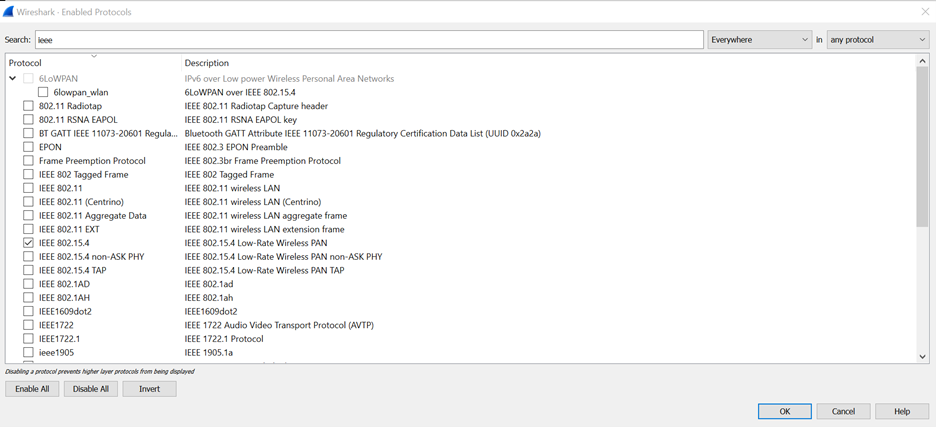 Wireshark · Enabled Protocols
Search: ieee Everywhere in any protocol
Protocol Description
6LoWPAN IPv6 over Low power Wireless Personal Area Networks
6lowpan_wlan 6LoWPAN over IEEE 802.15.4
802.11 Radiotap IEEE 802.11 Radiotap Capture header
802.11 RSNA EAPOL IEEE 802.11 RSNA EAPOL key
BT GATT IEEE 11073-20601 Regula... Bluetooth GATT Attribute IEEE 11073-20601 Regulatory Certification Data List (UUID 0x2a2a)
EPON IEEE 802.3 EPON Preamble
Frame Preemption Protocol IEEE 802.3br Frame Preemption Protocol
IEEE 802 Tagged Frame IEEE 802 Tagged Frame
IEEE 802.11 IEEE 802.11 wireless LAN
IEEE 802.11 (Centrino) IEEE 802.11 wireless LAN (Centrino)
IEEE 802.11 Aggregate Data IEEE 802.11 wireless LAN aggregate frame
IEEE 802.11 EXT IEEE 802.11 wireless LAN extension frame
IEEE 802.15.4 IEEE 802.15.4 Low-Rate Wireless PAN
IEEE 802.15.4 non-ASK PHY IEEE 802.15.4 Low-Rate Wireless PAN non-ASK PHY
IEEE 802.15.4 TAP IEEE 802.15.4 Low-Rate Wireless PAN TAP
IEEE 802.1AD IEEE 802.1ad
IEEE 802.1AH IEEE 802.1ah
IEEE1609dot2 IEEE1609dot2
IEEE1722 IEEE 1722 Audio Video Transport Protocol (AVTP)
IEEE1722.1 IEEE 1722.1 Protocol
ieee1905 IEEE 1905.1a
Disabling a protocol prevents higher layer protocols from being displayed
Enable All Disable All Invert
OK Cancel Help